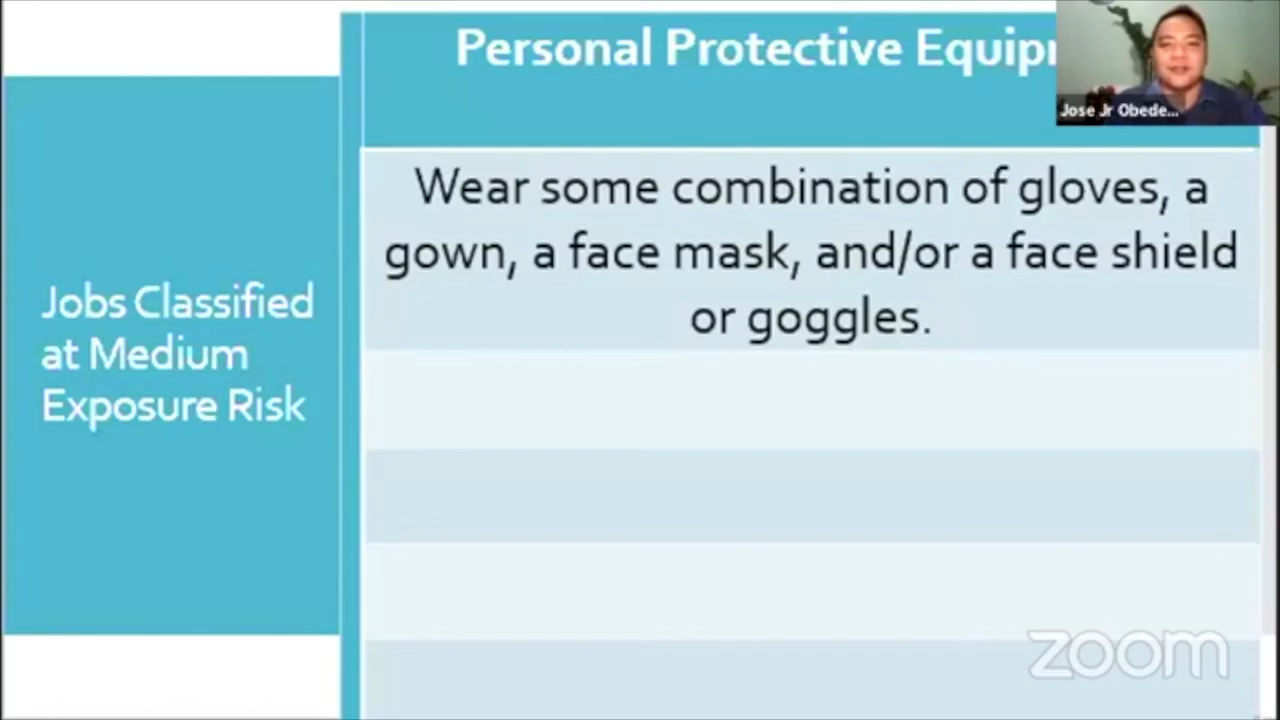 Personal Protective Equip
Jose Jr Obede...
Wear some combination of gloves, a
gown, a face mask, and/or a face shield
or goggles.
Jobs Classified
at Medium
Exposure Risk
zoom